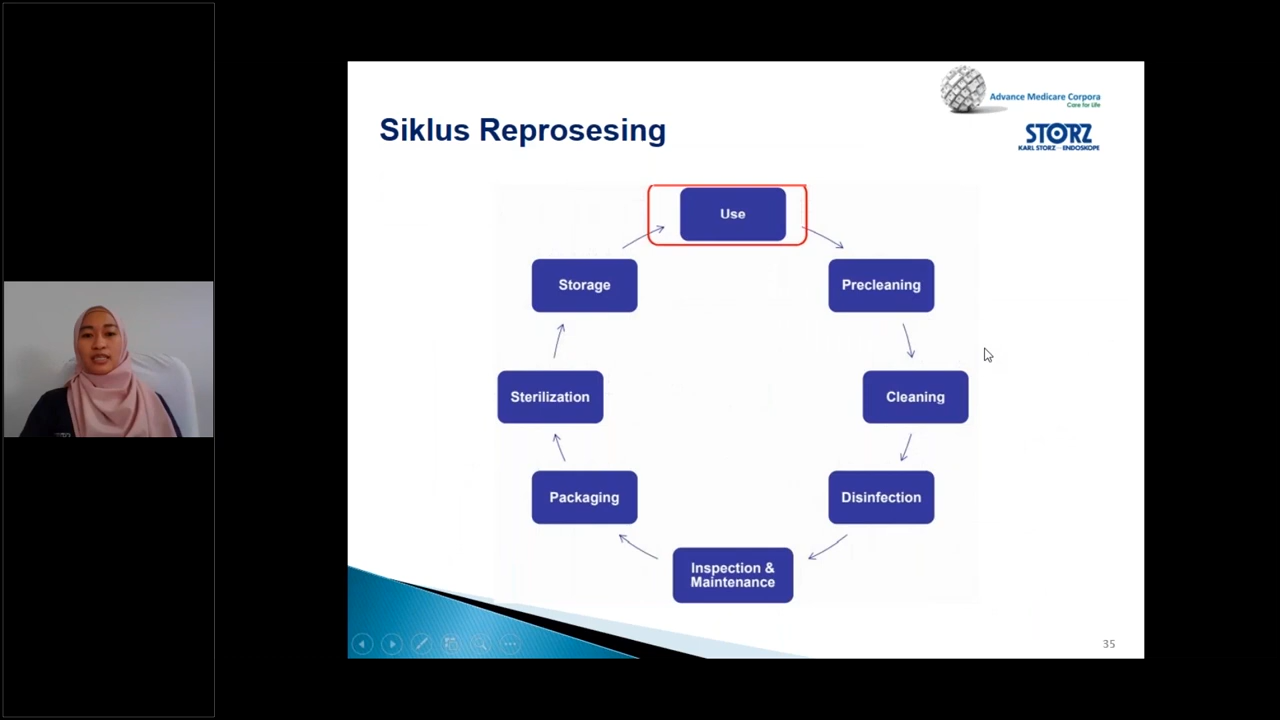 Advance Medicare Corpora
Care for Life
Siklus Reprosesing
STORZ
KARL STORZ – ENDOSKOPE
Use
Storage
Precleaning
Sterilization
Cleaning
Packaging
Disinfection
Inspection &
Maintenance
35